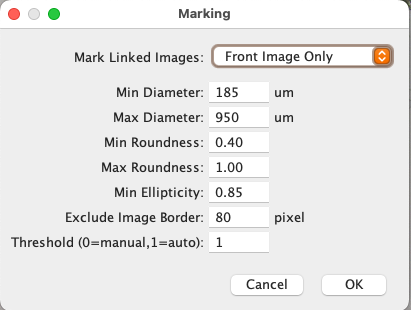 Marking
Mark Linked Images: Front Image Only
Min Diameter: 185 um
Max Diameter: 950 um
Min Roundness: 0.40
Max Roundness: 1.00
Min Ellipticity: 0.85
Exclude Image Border: 80 pixel
Threshold (0=manual,1=auto): 1
Cancel OK